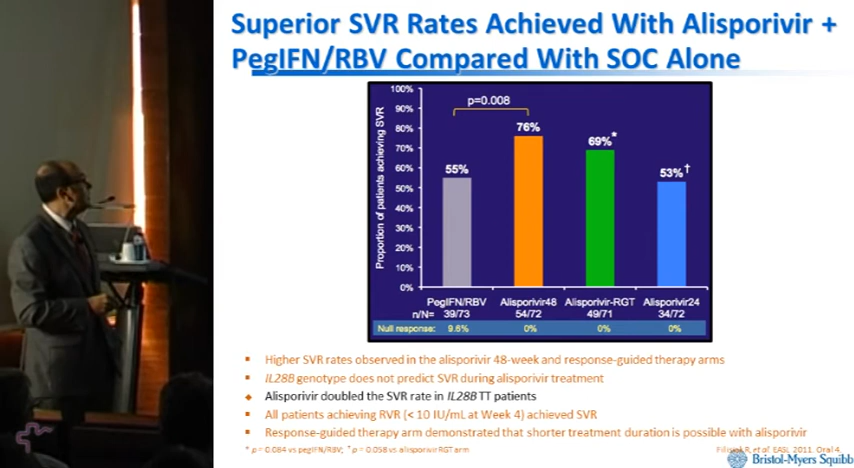 Superior SVR Rates Achieved With Alisporivir +
PegIFN/RBV Compared With SOC Alone
Proportion of patients achieving SVR
100%
90%
80%
70%
60%
50%
40%
30%
20%
10%
0%
p=0.008
55%
76%
69%*
53%†
PegIFN/RBV Alisporivir48 Alisporivir-RGT Alisporivir24
n/N= 39/73 54/72 49/71 34/72
Null response: 9.6% 0% 0% 0%
▪ Higher SVR rates observed in the alisporivir 48-week and response-guided therapy arms
▪ IL28B genotype does not predict SVR during alisporivir treatment
◆ Alisporivir doubled the SVR rate in IL28B TT patients
▪ All patients achieving RVR (< 10 IU/mL at Week 4) achieved SVR
▪ Response-guided therapy arm demonstrated that shorter treatment duration is possible with alisporivir
* p = 0.084 vs pegIFN/RBV; † p = 0.058 vs alisporivir RGT arm
R, et al. EASL 2011. Oral 4.
Bristol-Myers Squibb